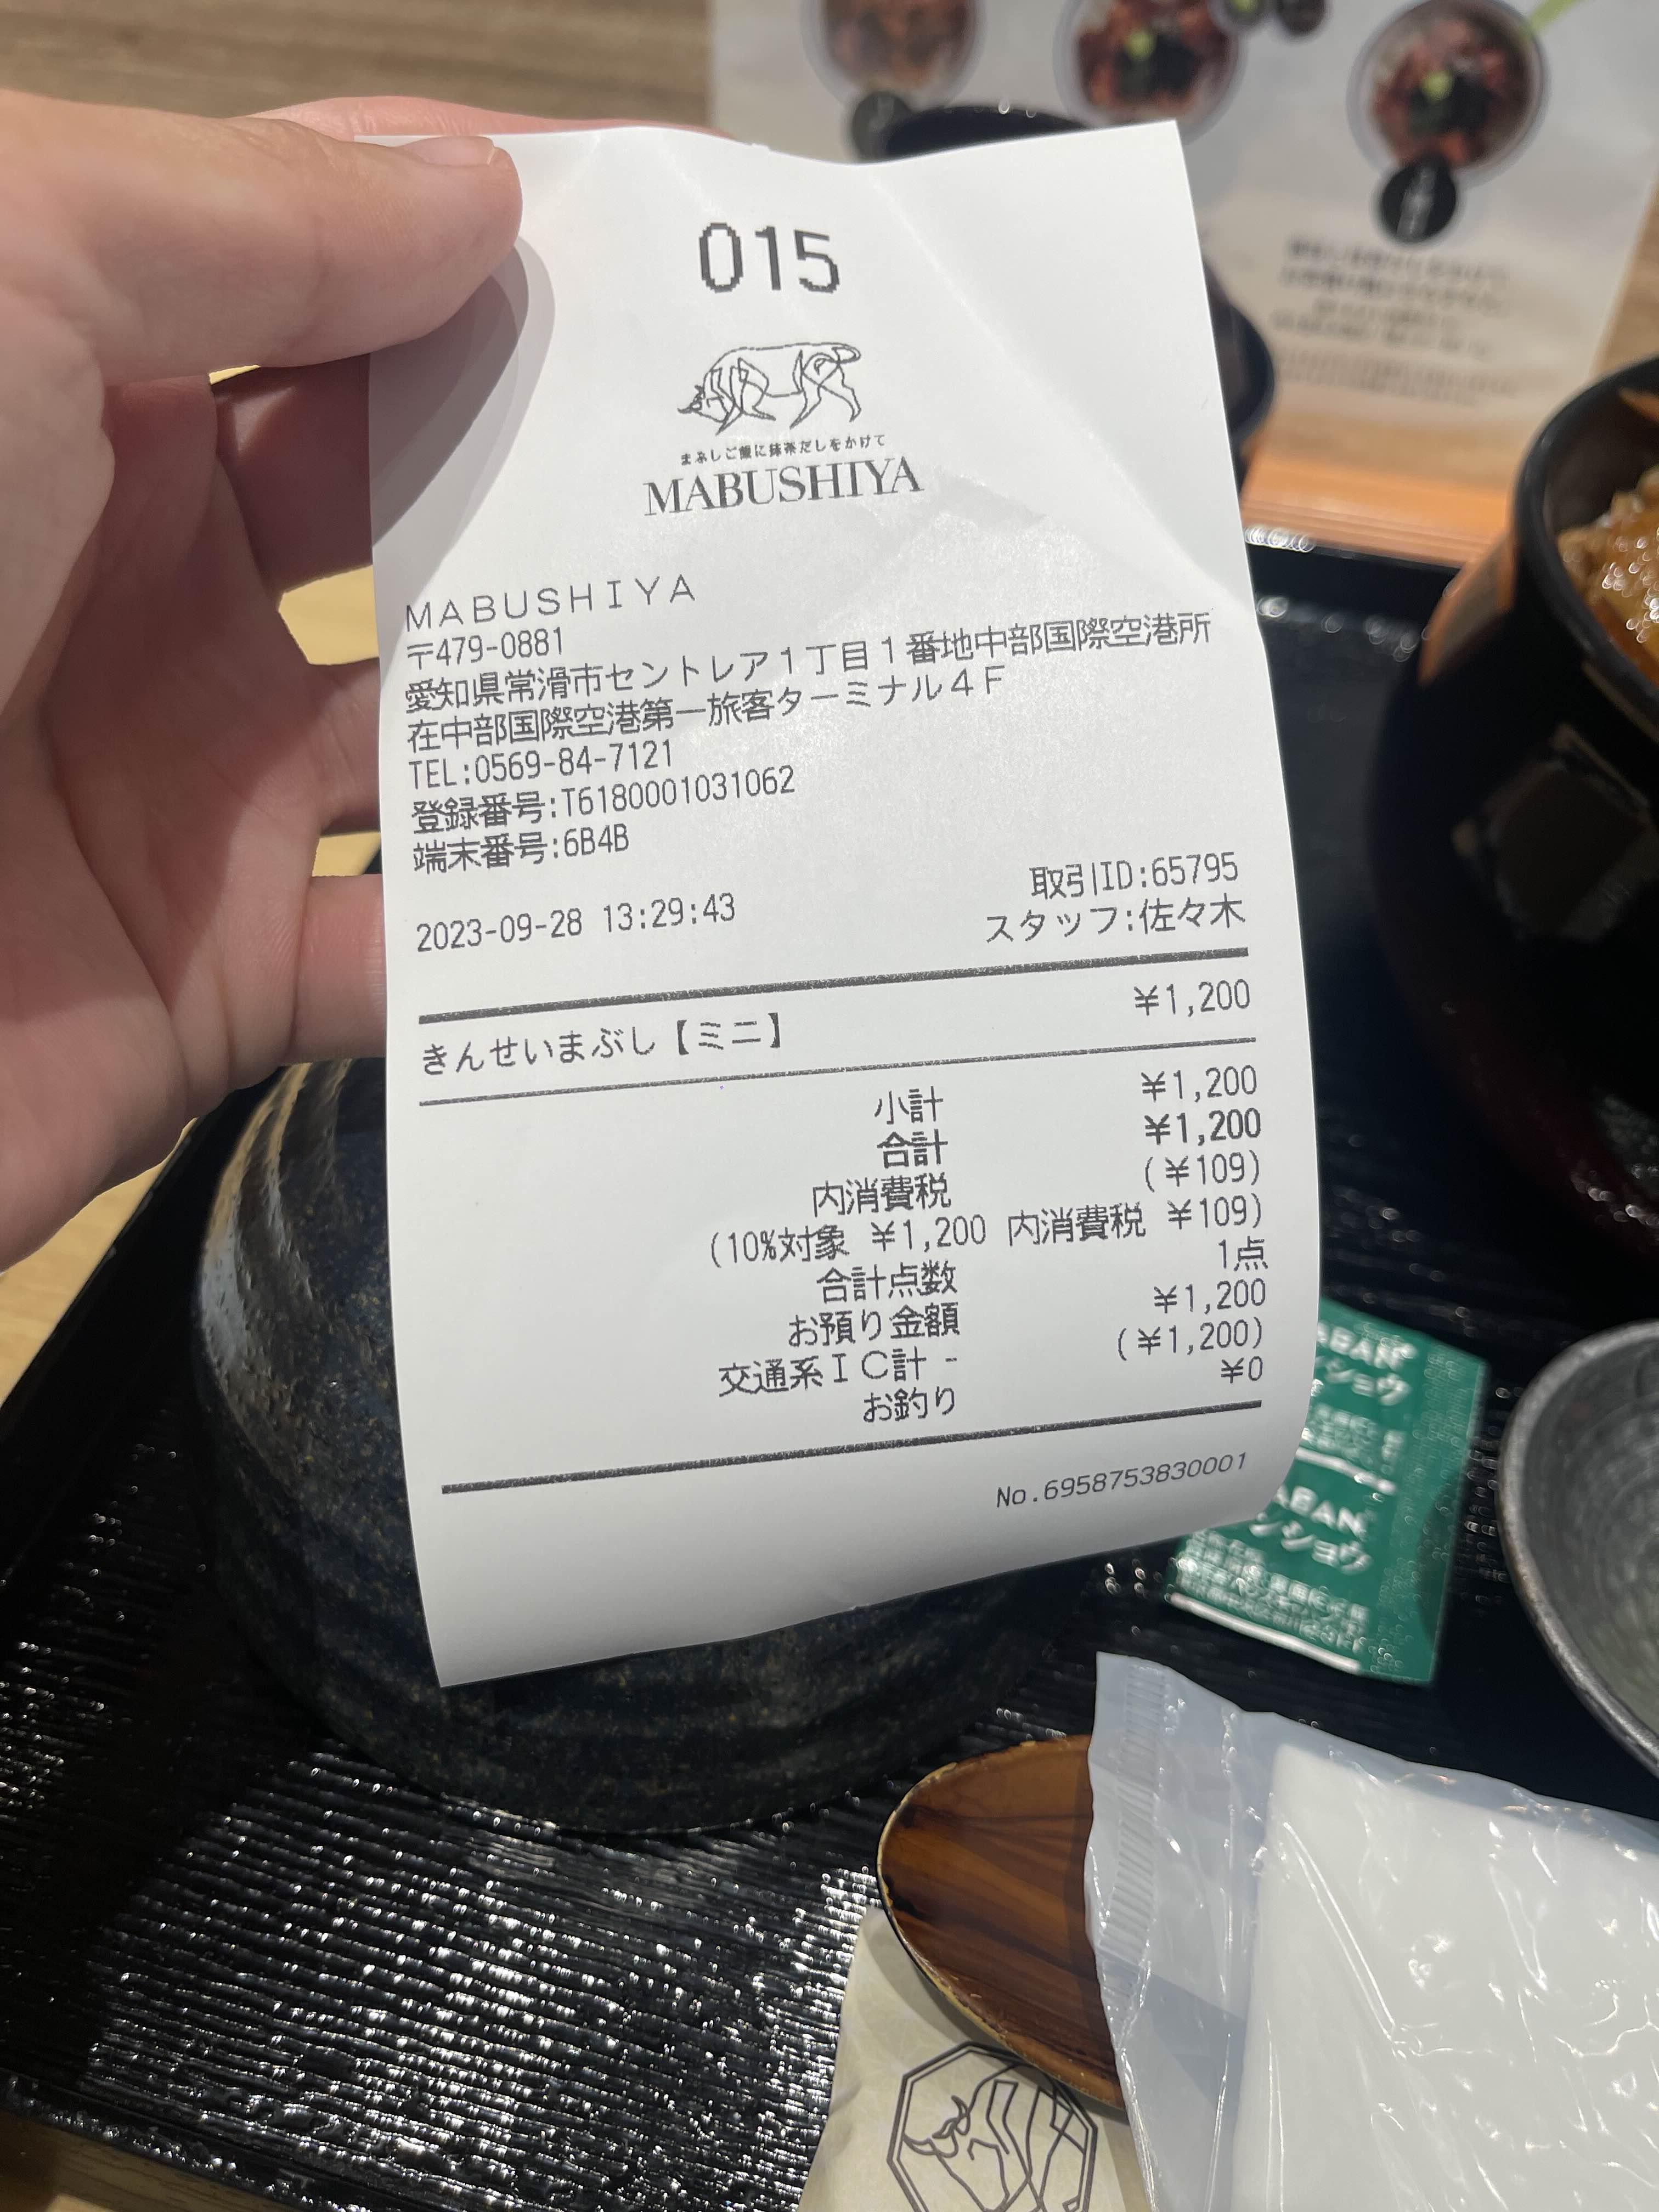 015
まぶしご飯に抹茶だしをかけて
MABUSHIYA
ＭＡＢＵＳＨＩＹＡ
〒479-0881
愛知県常滑市セントレア１丁目１番地中部国際空港所
在中部国際空港第一旅客ターミナル４Ｆ
TEL:0569-84-7121
登録番号:T6180001031062
端末番号:6B4B
取引ID:65795
2023-09-28 13:29:43 スタッフ:佐々木
きんせいまぶし【ミニ】 ¥1,200
小計 ¥1,200
合計 ¥1,200
内消費税 (¥109)
(10%対象 ¥1,200 内消費税 ¥109)
合計点数 1点
お預り金額 ¥1,200
交通系ＩＣ計 - (¥1,200)
お釣り ¥0
No.6958753830001